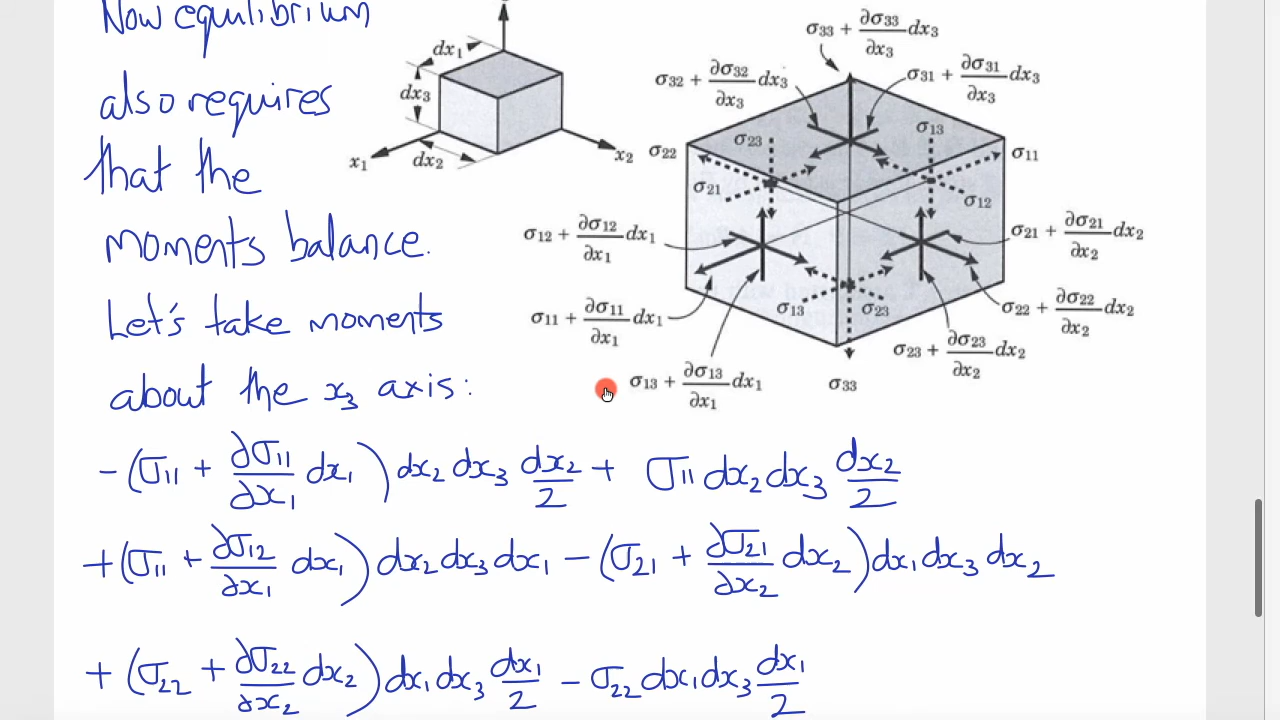 Now equilibrium
also requires
that the
moments balance.
Let's take moments
about the x₃ axis:
dx₁
dx₃
dx₂
x₁
x₂
σ₃₃ + ∂σ₃₃/∂x₃ dx₃
σ₃₂ + ∂σ₃₂/∂x₃ dx₃
σ₃₁ + ∂σ₃₁/∂x₃ dx₃
σ₂₂
σ₂₃
σ₁₃
σ₁₁
σ₂₁
σ₁₂
σ₁₂ + ∂σ₁₂/∂x₁ dx₁
σ₂₁ + ∂σ₂₁/∂x₂ dx₂
σ₁₁ + ∂σ₁₁/∂x₁ dx₁
σ₁₃
σ₂₃
σ₂₂ + ∂σ₂₂/∂x₂ dx₂
σ₂₃ + ∂σ₂₃/∂x₂ dx₂
σ₁₃ + ∂σ₁₃/∂x₁ dx₁
σ₃₃
-(σ₁₁ + ∂σ₁₁/∂x₁ dx₁) dx₂ dx₃ dx₂/2 + σ₁₁ dx₂ dx₃ dx₂/2
+(σ₁₁ + ∂σ₁₂/∂x₁ dx₁) dx₂ dx₃ dx₁ - (σ₂₁ + ∂σ₂₁/∂x₂ dx₂) dx₁ dx₃ dx₂
+ (σ₂₂ + ∂σ₂₂/∂x₂ dx₂) dx₁ dx₃ dx₁/2 - σ₂₂ dx₁ dx₃ dx₁/2